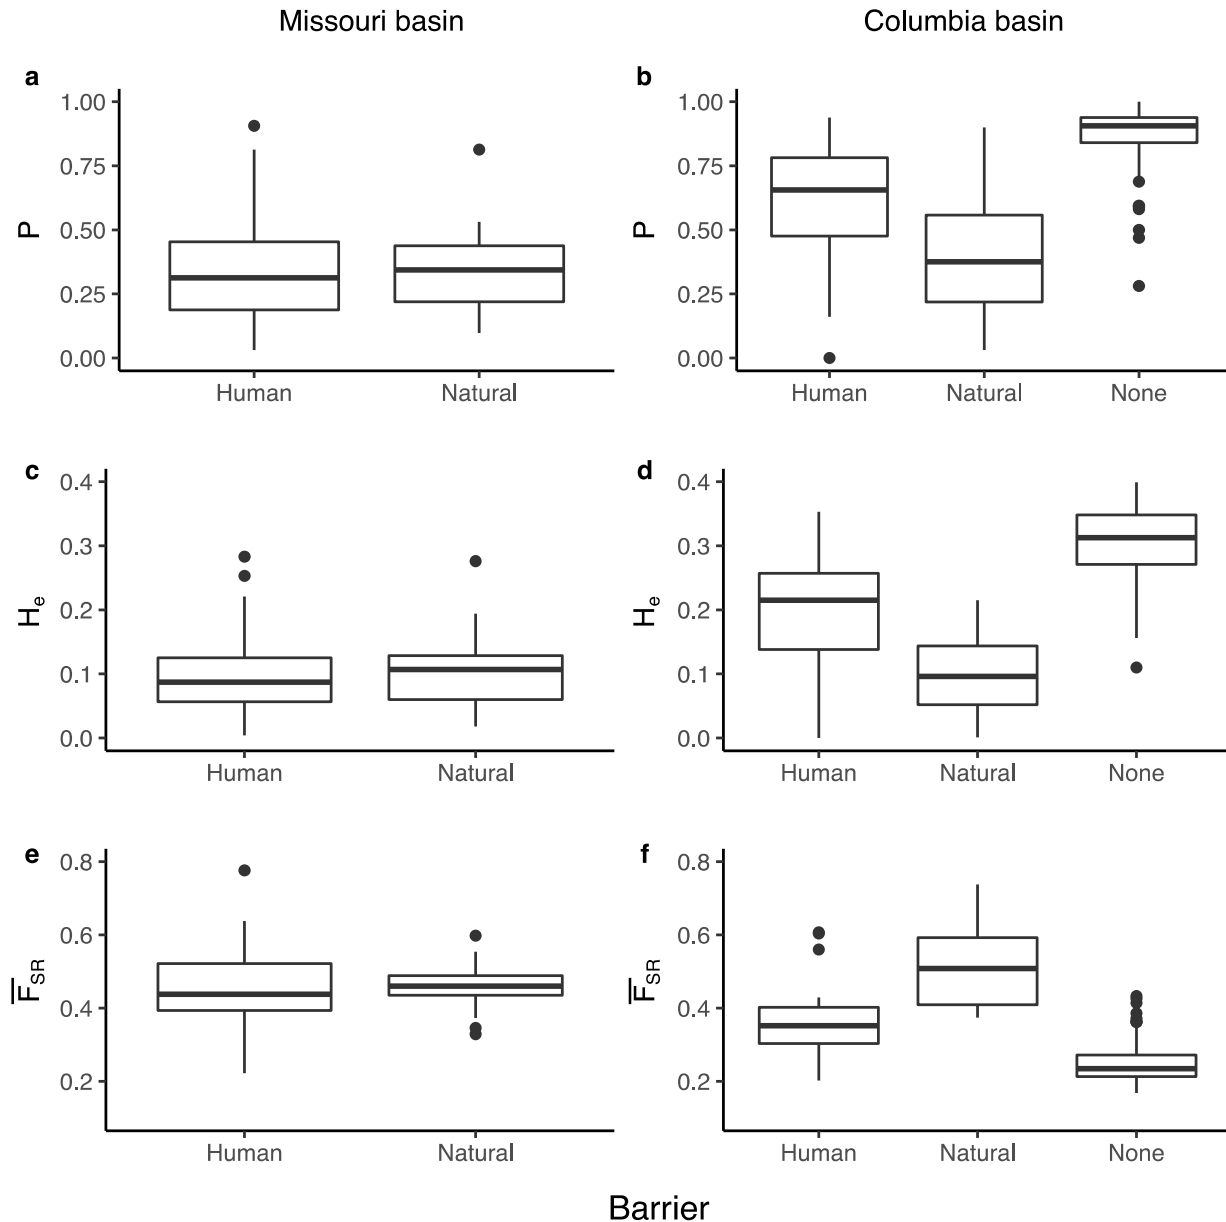 Missouri basin
Columbia basin
a
1.00
0.75
0.50
0.25
0.00
P
Human Natural
b
1.00
0.75
0.50
0.25
0.00
P
Human Natural None
c
0.4
0.3
0.2
0.1
0.0
He
Human Natural
d
0.4
0.3
0.2
0.1
0.0
He
Human Natural None
e
0.8
0.6
0.4
0.2
F̅SR
Human Natural
f
0.8
0.6
0.4
0.2
F̅SR
Human Natural None
Barrier